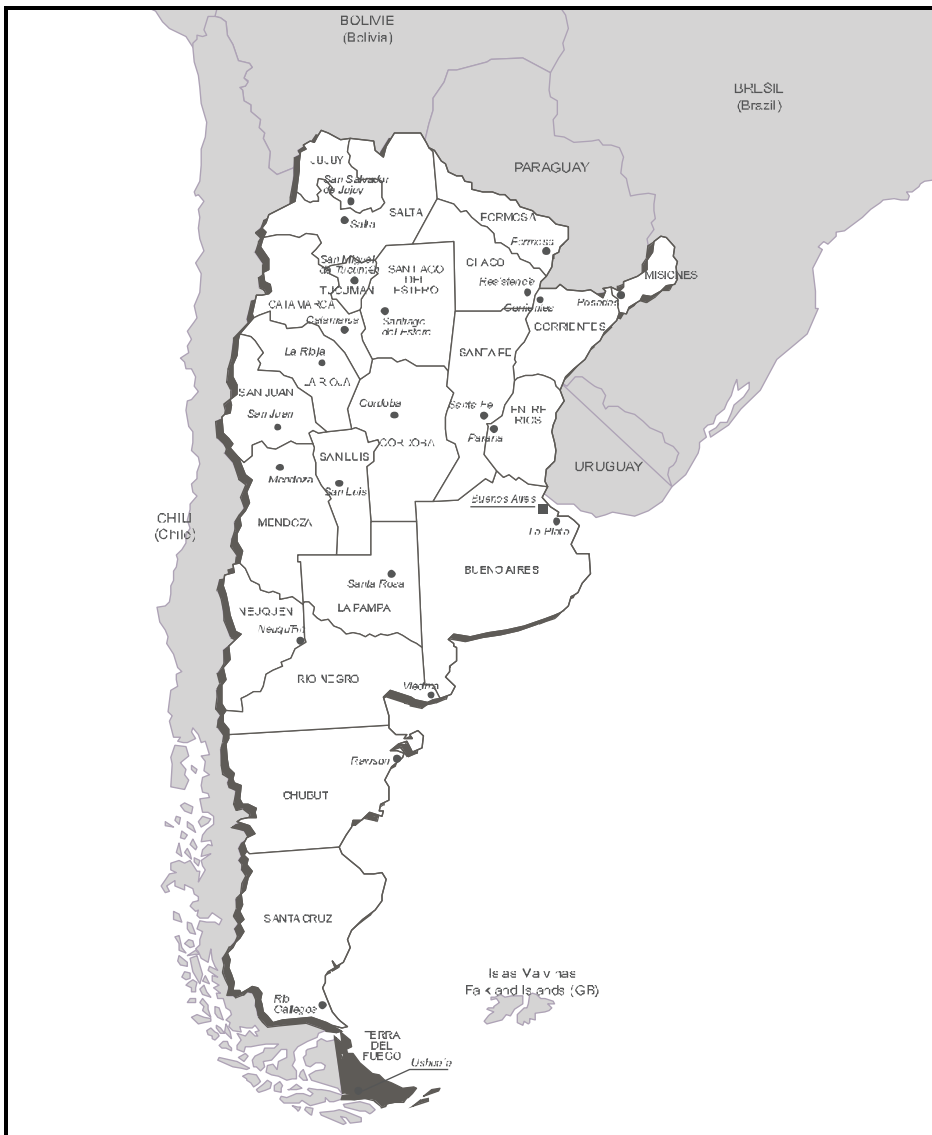 BOLIVIE
(Bolivia)
BRESIL
(Brazil)
PARAGUAY
JUJUY
San Salvador
de Jujuy
SALTA
Salta
FORMOSA
Formosa
CHACO
Resistencia
MISIONES
Posadas
Corrientes
CORRIENTES
San Miguel
de Tucumán
TUCUMAN
SANTIAGO
DEL
ESTERO
Santiago
del Estero
CATAMARCA
Catamarca
La Rioja
LA RIOJA
SANTA FE
Santa Fe
SAN JUAN
San Juan
Cordoba
CORDOBA
ENTRE
RIOS
Parana
SAN LUIS
San Luis
Mendoza
MENDOZA
URUGUAY
Buenos Aires
La Plata
BUENO AIRES
CHILI
(Chile)
Santa Rosa
LA PAMPA
NEUQUEN
RIO NEGRO
Viedma
Rawson
CHUBUT
SANTA CRUZ
Rio
Gallegos
Islas Malvinas
Falkland Islands (GB)
TERRA
DEL
FUEGO
Ushuaia